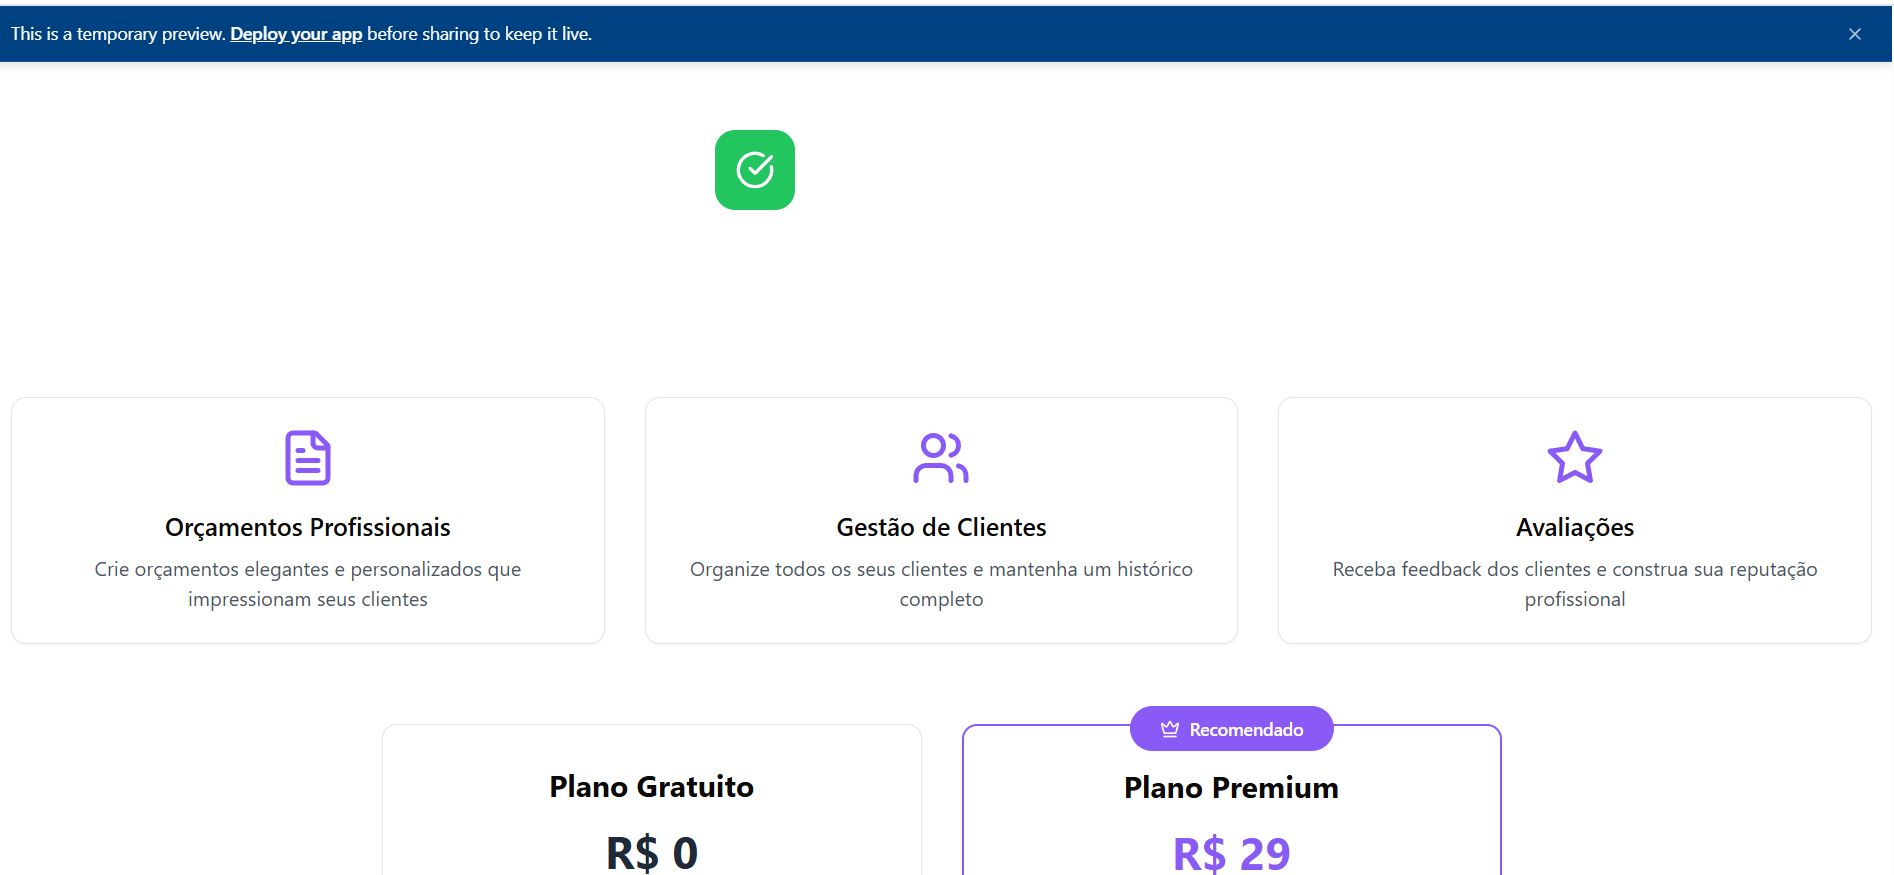 This is a temporary preview. Deploy your app before sharing to keep it live.
Orçamentos Profissionais
Crie orçamentos elegantes e personalizados que
impressionam seus clientes
Gestão de Clientes
Organize todos os seus clientes e mantenha um histórico
completo
Avaliações
Receba feedback dos clientes e construa sua reputação
profissional
Plano Gratuito
R$ 0
Recomendado
Plano Premium
R$ 29